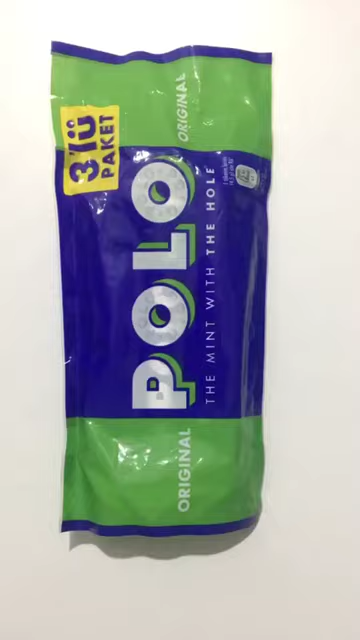 3'lü
PAKET
ORIGINAL
POLO
THE MINT WITH THE HOLE
ORIGINAL